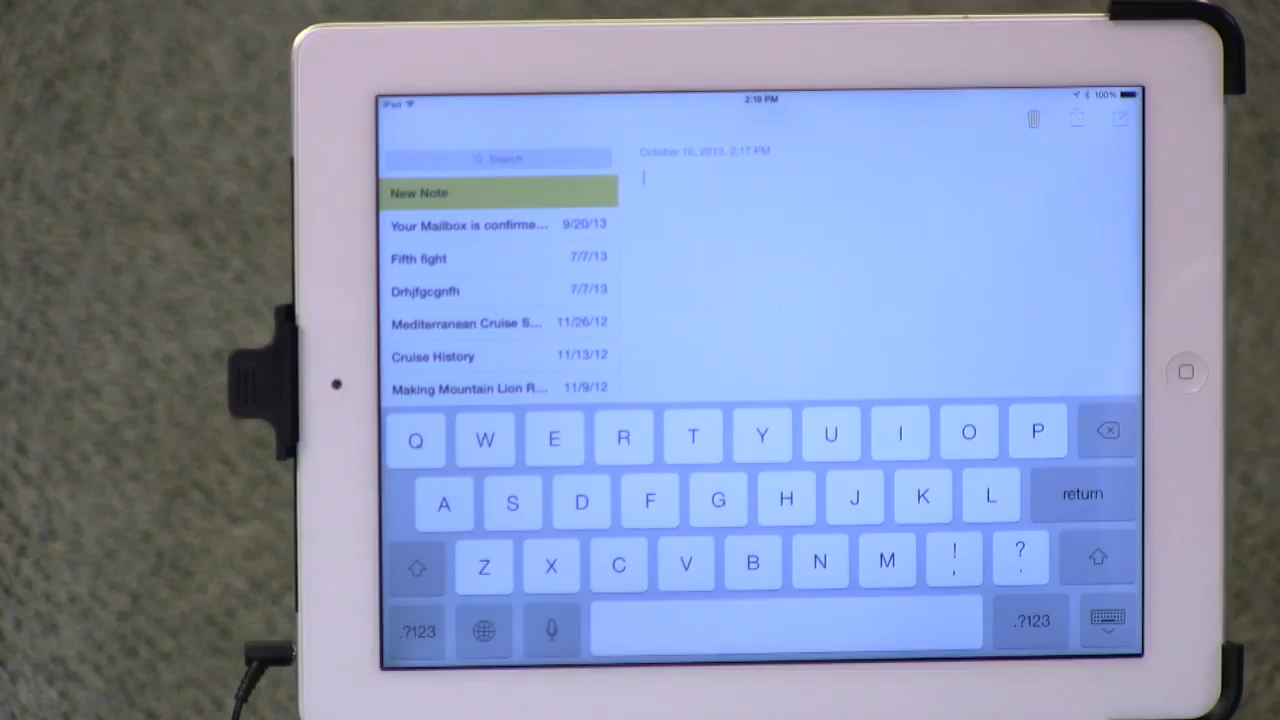 iPad
2:19 PM
100%
Search
October 10, 2013, 2:17 PM
New Note
Your Mailbox is confirme... 9/20/13
Fifth fight 7/7/13
Drhjfgcgnfh 7/7/13
Mediterranean Cruise S... 11/26/12
Cruise History 11/13/12
Making Mountain Lion R... 11/9/12
Q W E R T Y U I O P
A S D F G H J K L return
Z X C V B N M ! , ? .
.?123 .?123